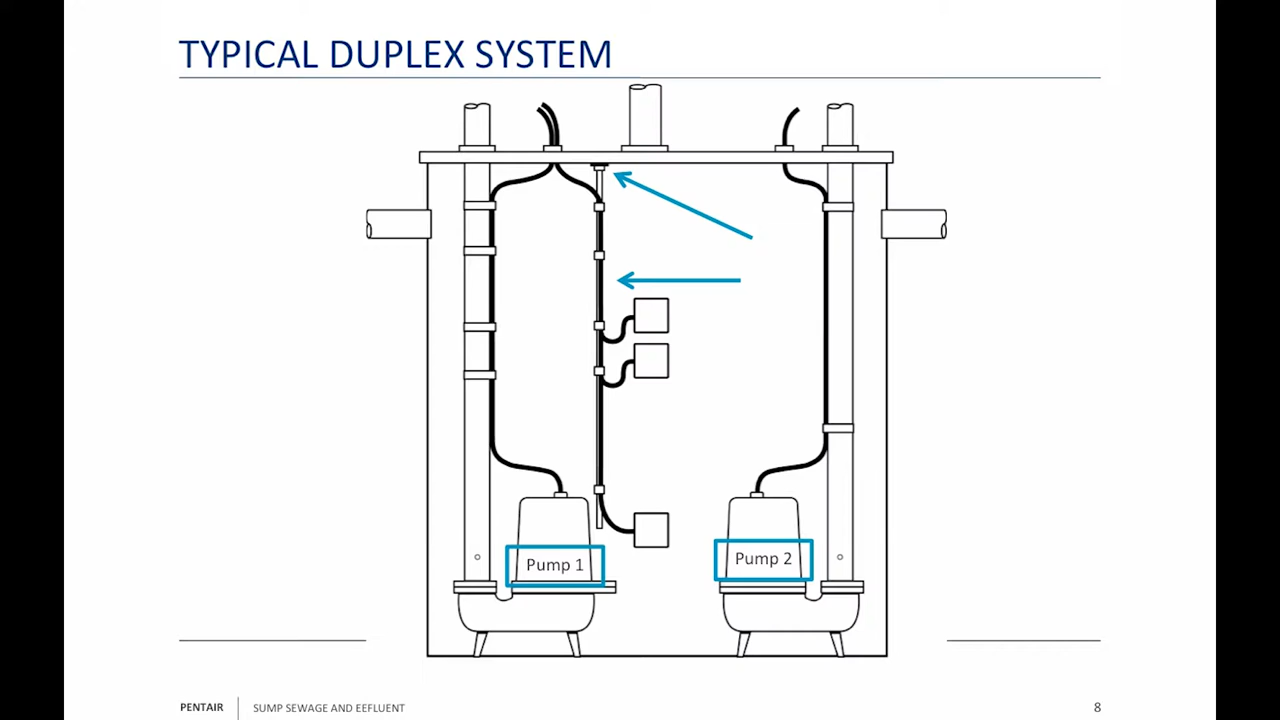 TYPICAL DUPLEX SYSTEM
Pump 1
Pump 2
PENTAIR
SUMP SEWAGE AND EEFLUENT
8